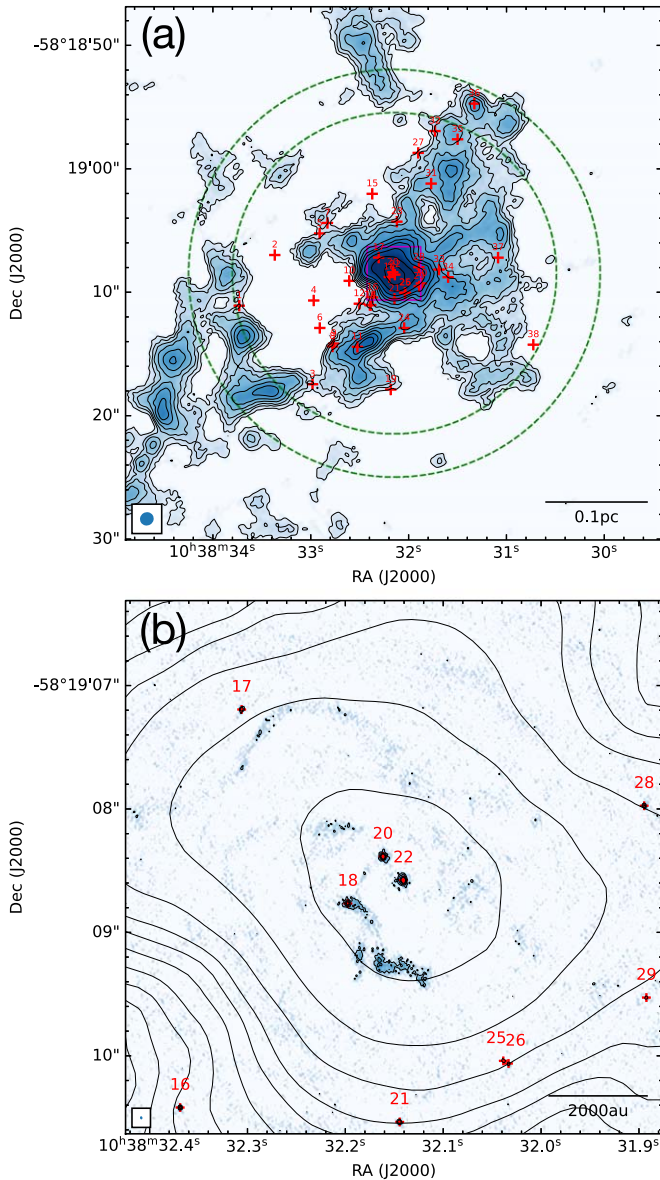 (a)
-58°18'50"
19'00"
10"
20"
30"
Dec (J2000)
27
15
2
4
6
3
38
0.1pc
10ʰ38ᵐ34ˢ
33ˢ
32ˢ
31ˢ
30ˢ
RA (J2000)
(b)
-58°19'07"
08"
09"
10"
Dec (J2000)
17
28
20
22
18
29
25
26
16
21
2000au
10ʰ38ᵐ32.4ˢ
32.3ˢ
32.2ˢ
32.1ˢ
32.0ˢ
31.9ˢ
RA (J2000)